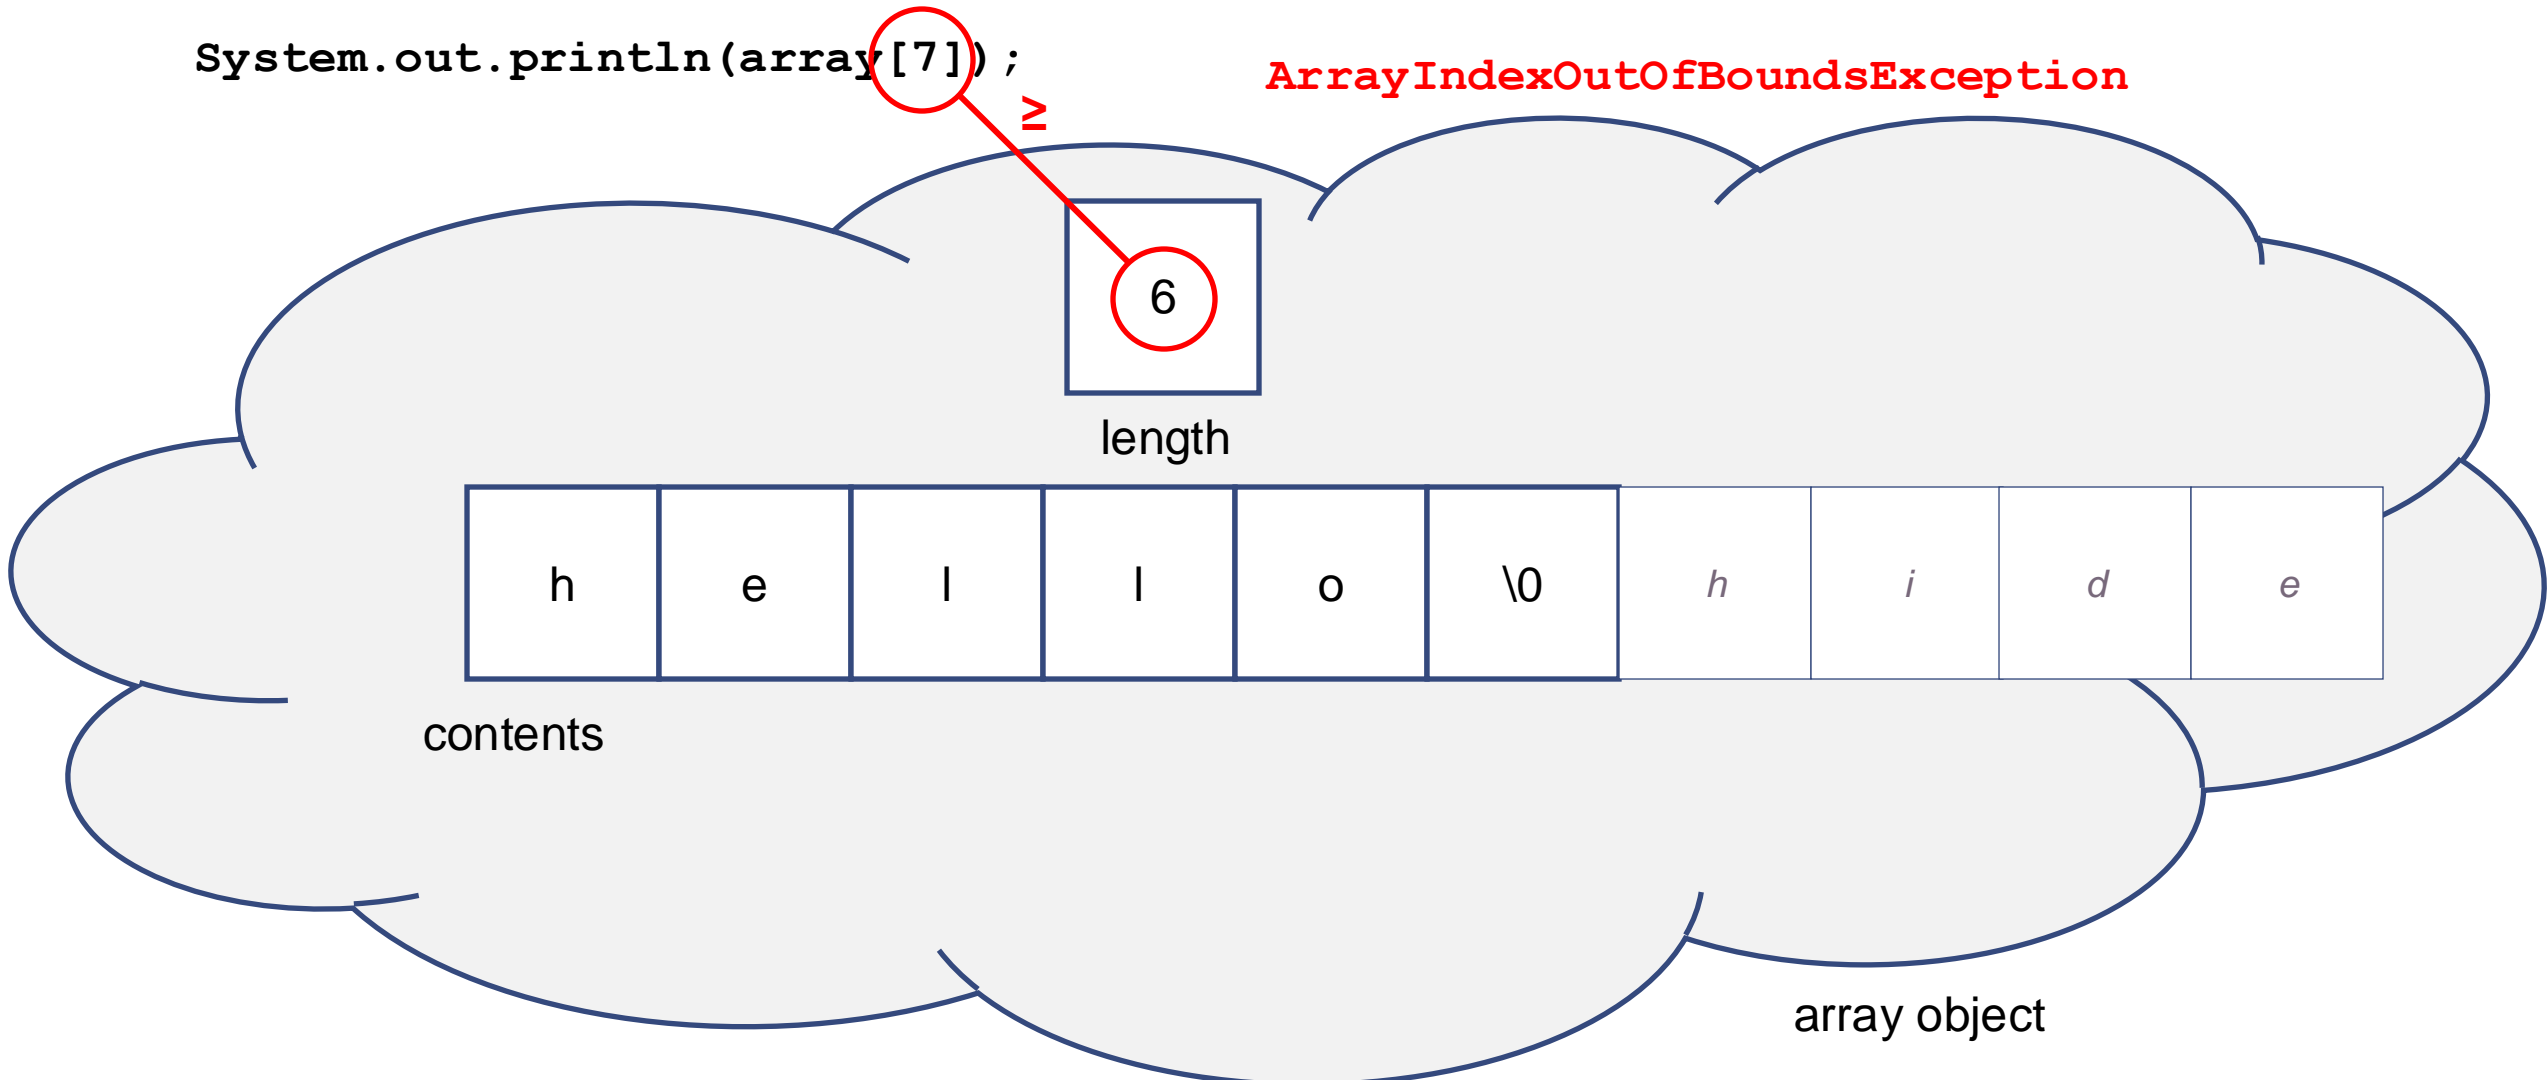 System.out.println(array[7]);
ArrayIndexOutOfBoundsException
≥
6
length
h e l l o \0 h i d e
contents
array object